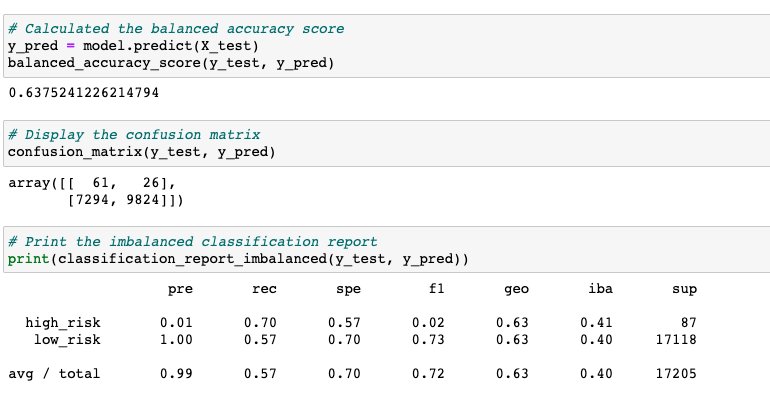 # Calculated the balanced accuracy score
y_pred = model.predict(X_test)
balanced_accuracy_score(y_test, y_pred)
0.6375241226214794
# Display the confusion matrix
confusion_matrix(y_test, y_pred)
array([[  61,   26],
       [7294, 9824]])
# Print the imbalanced classification report
print(classification_report_imbalanced(y_test, y_pred))
                   pre       rec       spe        f1       geo       iba       sup
  high_risk       0.01      0.70      0.57      0.02      0.63      0.41        87
   low_risk       1.00      0.57      0.70      0.73      0.63      0.40     17118
avg / total       0.99      0.57      0.70      0.72      0.63      0.40     17205